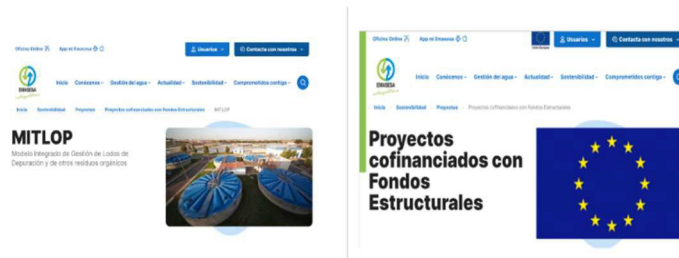 Oficina Online
App mi Emasesa
Usuarios
Contacta con nosotros
EMASESA
Inicio Conócenos Gestión del agua Actualidad Sostenibilidad Comprometidos contigo
Inicio Sostenibilidad Proyectos Proyectos cofinanciados con Fondos Estructurales MITLOP
MITLOP
Modelo Integrado de Gestión de Lodos de
Depuración y de otros residuos orgánicos
Oficina Online
App mi Emasesa
Usuarios
Contacta con nosotros
EMASESA
Inicio Conócenos Gestión del agua Actualidad Sostenibilidad Comprometidos contigo
Inicio Sostenibilidad Proyectos Proyectos cofinanciados con Fondos Estructurales
Proyectos
cofinanciados con
Fondos
Estructurales